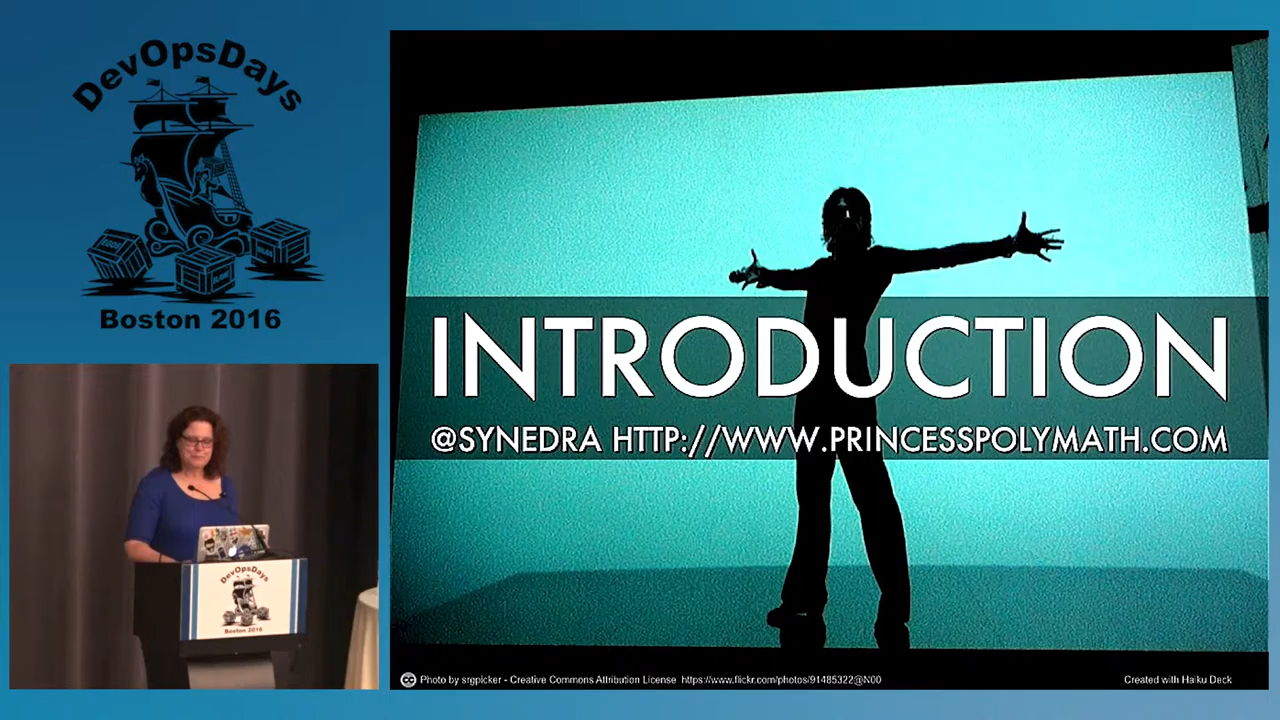 DevOpsDays
Boston 2016
DevOpsDays
Boston 2016
INTRODUCTION
@SYNEDRA HTTP://WWW.PRINCESSPOLYMATH.COM
Photo by srgpicker - Creative Commons Attribution License https://www.flickr.com/photos/91485322@N00
Created with Haiku Deck